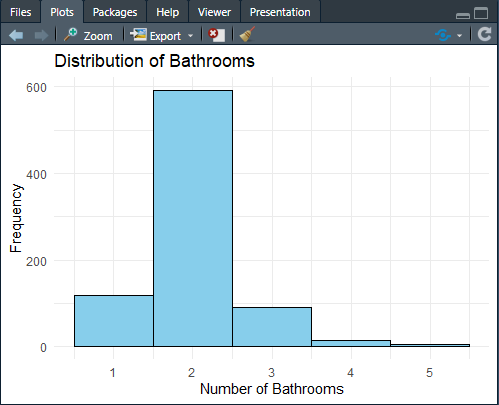 Files Plots Packages Help Viewer Presentation
Zoom Export
Distribution of Bathrooms
600
400
200
0
Frequency
1 2 3 4 5
Number of Bathrooms